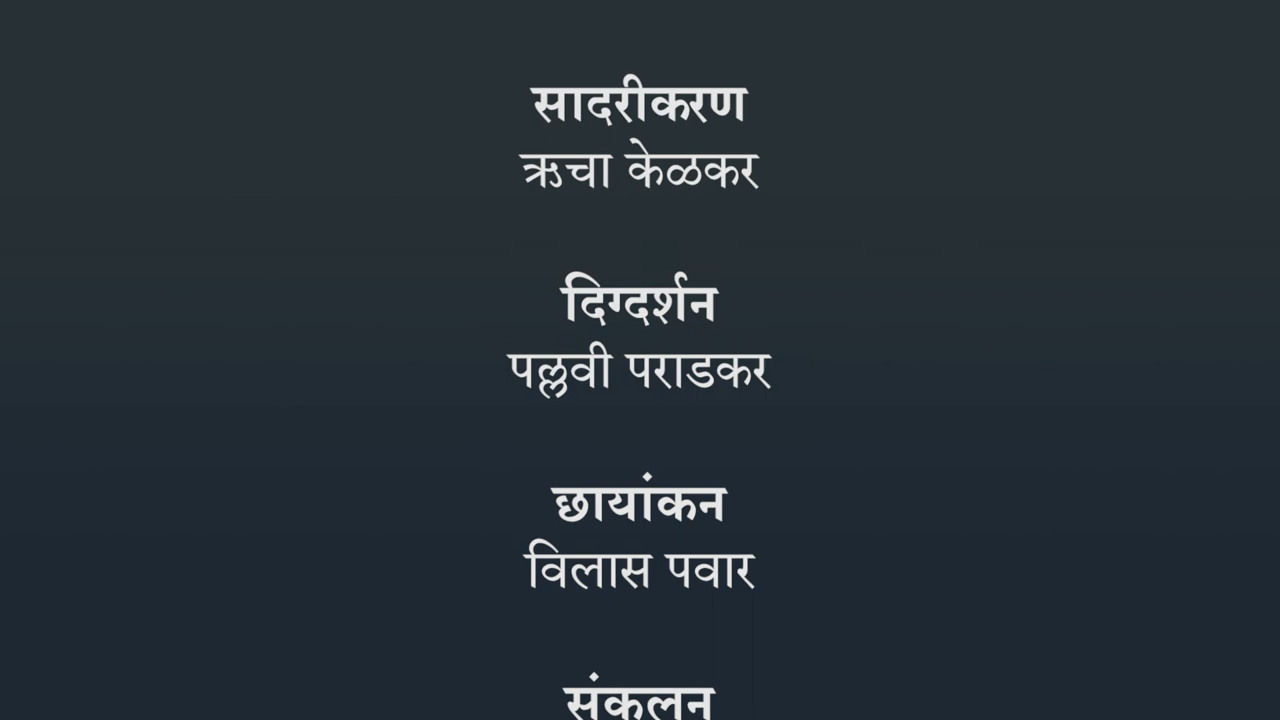 सादरीकरण
ऋचा केळकर
दिग्दर्शन
पल्लवी पराडकर
छायांकन
विलास पवार
संकलन